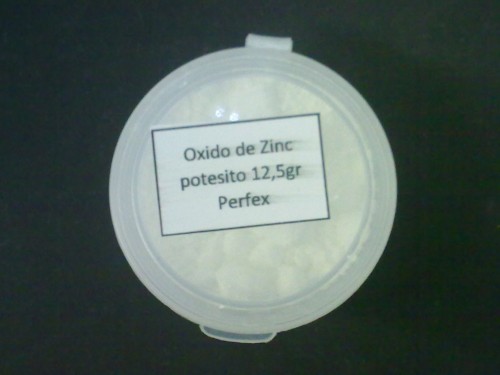 Oxido de Zinc
potesito 12,5gr
Perfex